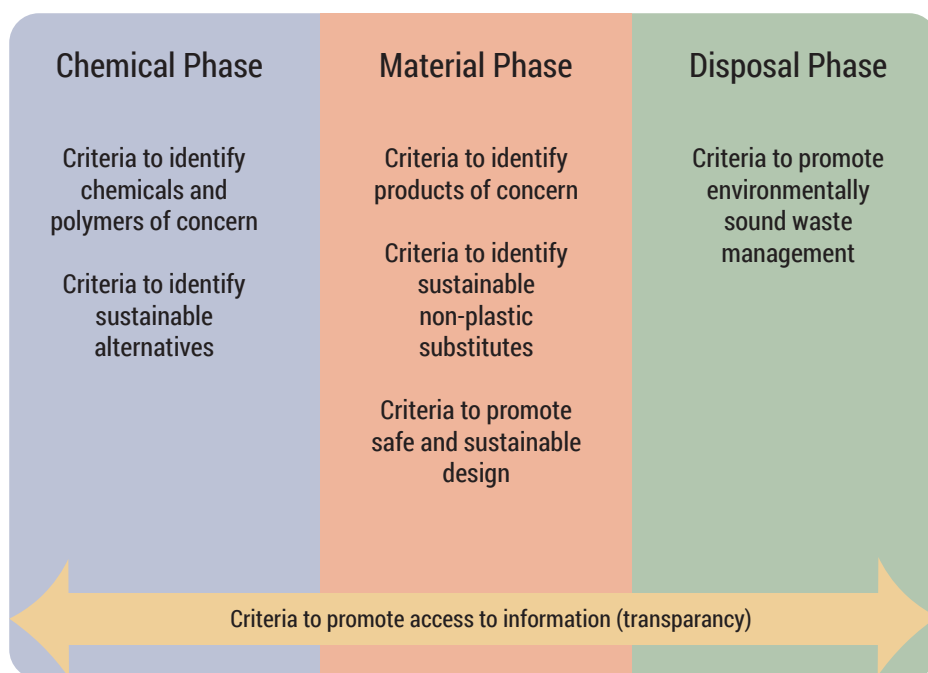 Chemical Phase
Criteria to identify
chemicals and
polymers of concern
Criteria to identify
sustainable
alternatives
Material Phase
Criteria to identify
products of concern
Criteria to identify
sustainable
non-plastic
substitutes
Criteria to promote
safe and sustainable
design
Disposal Phase
Criteria to promote
environmentally
sound waste
management
Criteria to promote access to information (transparancy)